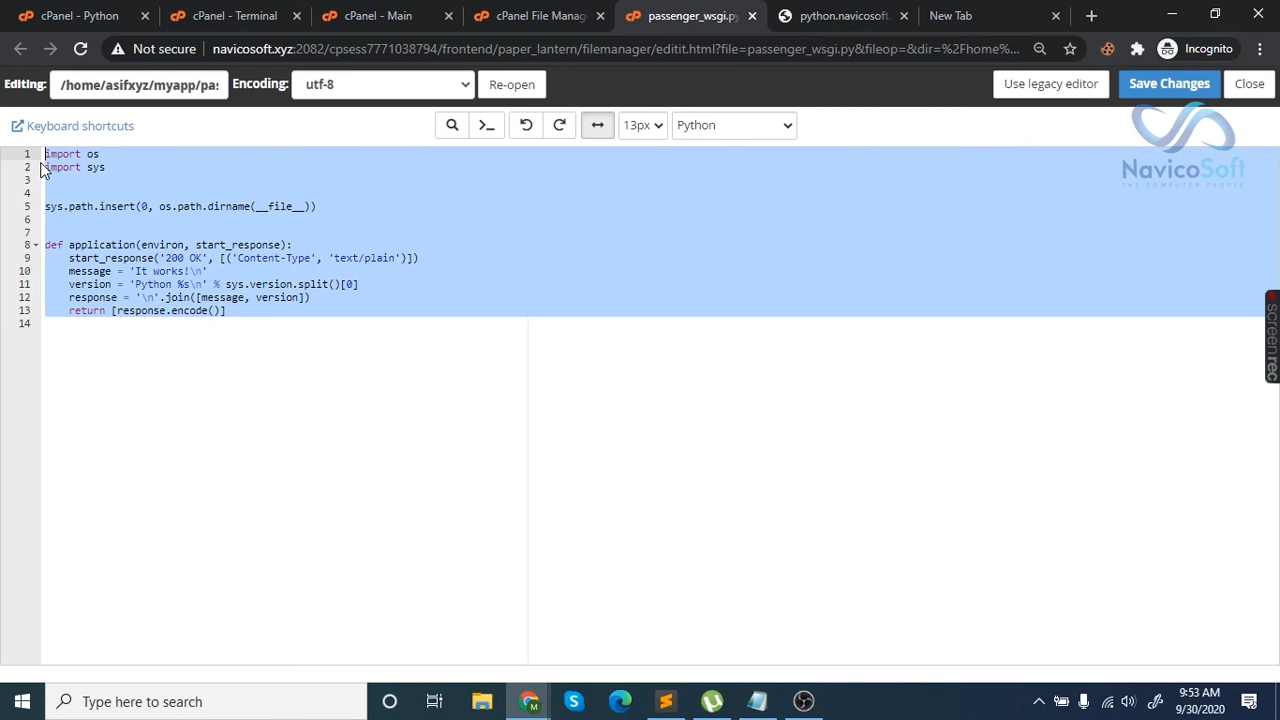 cPanel - Python
cPanel - Terminal
cPanel - Main
cPanel File Manag
passenger_wsgi.py
python.navicosoft.
New Tab
Not secure navicosoft.xyz:2082/cpsess7771038794/frontend/paper_lantern/filemanager/editit.html?file=passenger_wsgi.py&fileop=&dir=%2Fhome%...
Incognito
Editing: /home/asifxyz/myapp/pas Encoding: utf-8 Re-open Use legacy editor Save Changes Close
Keyboard shortcuts 13px Python
NavicoSoft
THE COMPUTER PEOPLE
1 import os
2 import sys
3
4
5 sys.path.insert(0, os.path.dirname(__file__))
6
7
8 def application(environ, start_response):
9 start_response('200 OK', [('Content-Type', 'text/plain')])
10 message = 'It works!\n'
11 version = 'Python %s\n' % sys.version.split()[0]
12 response = '\n'.join([message, version])
13 return [response.encode()]
14
screenrec
Type here to search
9:53 AM
9/30/2020